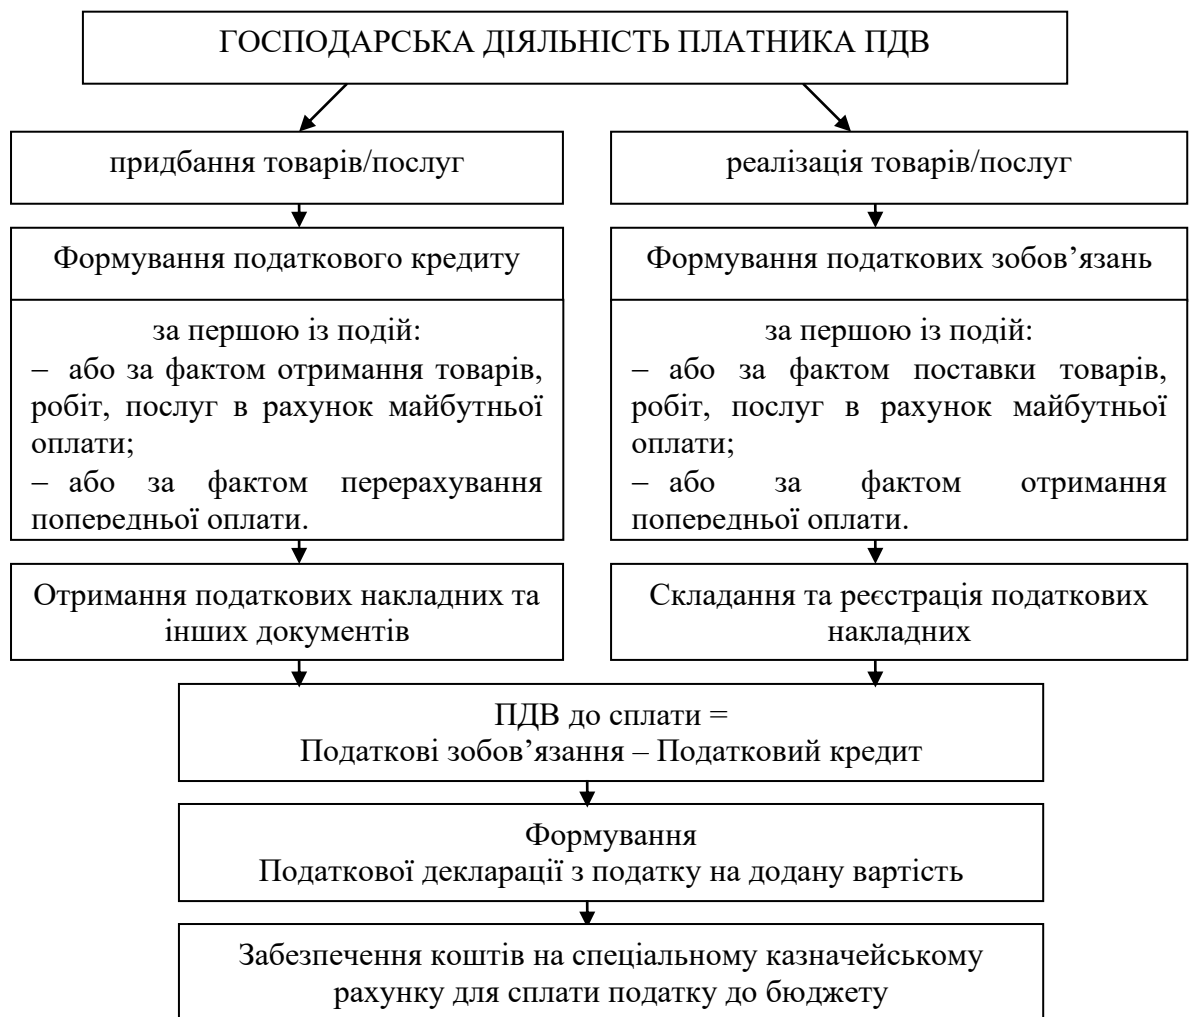 ГОСПОДАРСЬКА ДІЯЛЬНІСТЬ ПЛАТНИКА ПДВ
придбання товарів/послуг
Формування податкового кредиту
за першою із подій:
– або за фактом отримання товарів,
робіт, послуг в рахунок майбутньої
оплати;
– або за фактом перерахування
попередньої оплати.
Отримання податкових накладних та
інших документів
реалізація товарів/послуг
Формування податкових зобов’язань
за першою із подій:
– або за фактом поставки товарів,
робіт, послуг в рахунок майбутньої
оплати;
– або за фактом отримання
попередньої оплати.
Складання та реєстрація податкових
накладних
ПДВ до сплати =
Податкові зобов’язання – Податковий кредит
Формування
Податкової декларації з податку на додану вартість
Забезпечення коштів на спеціальному казначейському
рахунку для сплати податку до бюджету